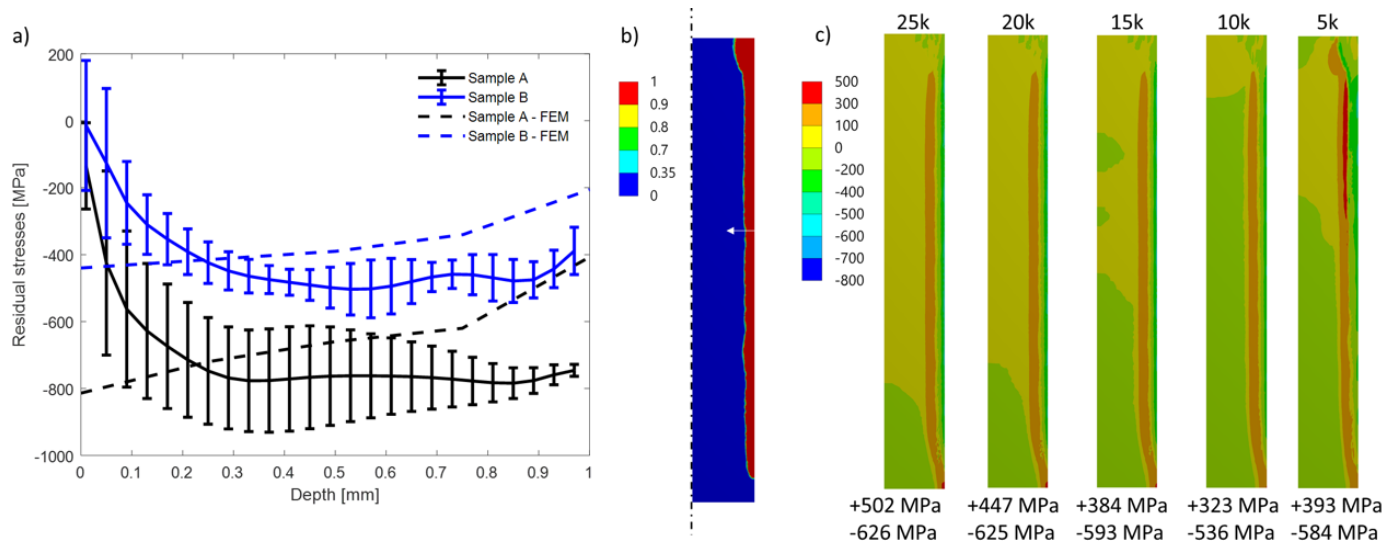 a)
200
0
-200
-400
-600
-800
-1000
Residual stresses [MPa]
0
0.1
0.2
0.3
0.4
0.5
0.6
0.7
0.8
0.9
1
Depth [mm]
Sample A
Sample B
Sample A - FEM
Sample B - FEM
b)
1
0.9
0.8
0.7
0.35
0
c)
500
300
100
0
-200
-400
-500
-600
-700
-800
25k
20k
15k
10k
5k
+502 MPa
-626 MPa
+447 MPa
-625 MPa
+384 MPa
-593 MPa
+323 MPa
-536 MPa
+393 MPa
-584 MPa